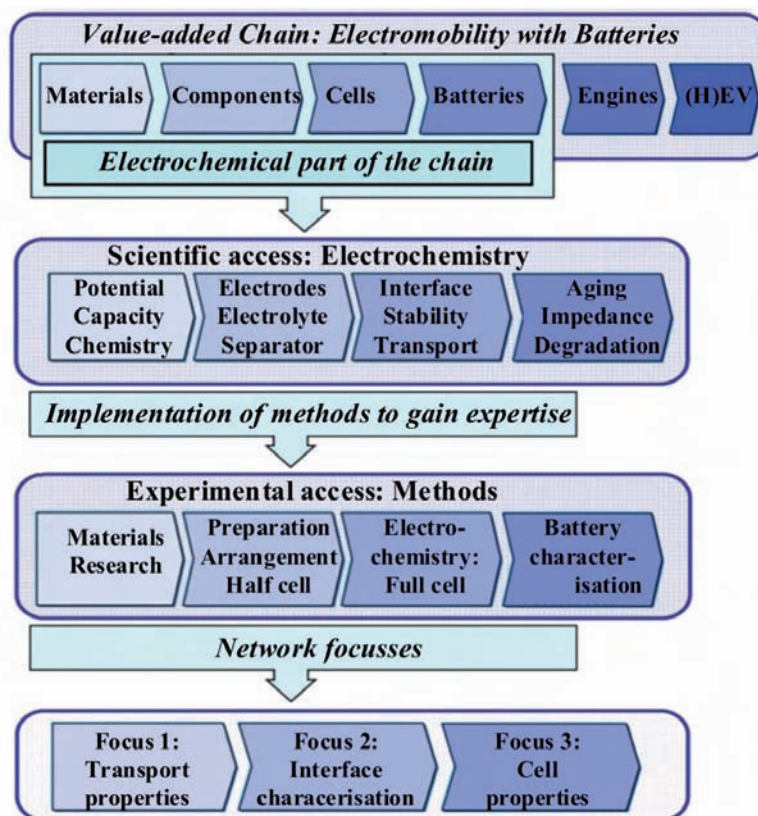 Value-added Chain: Electromobility with Batteries
Materials Components Cells Batteries Engines (H)EV
Electrochemical part of the chain
Scientific access: Electrochemistry
Potential
Capacity
Chemistry
Electrodes
Electrolyte
Separator
Interface
Stability
Transport
Aging
Impedance
Degradation
Implementation of methods to gain expertise
Experimental access: Methods
Materials
Research
Preparation
Arrangement
Half cell
Electro-
chemistry:
Full cell
Battery
character-
isation
Network focusses
Focus 1:
Transport
properties
Focus 2:
Interface
characerisation
Focus 3:
Cell
properties